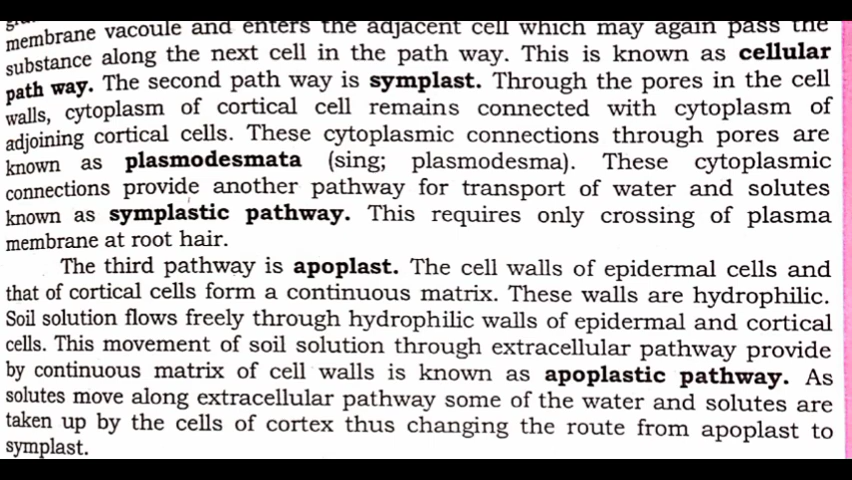 membrane vacoule and enters the adjacent cell which may again pass the
substance along the next cell in the path way. This is known as cellular
path way. The second path way is symplast. Through the pores in the cell
walls, cytoplasm of cortical cell remains connected with cytoplasm of
adjoining cortical cells. These cytoplasmic connections through pores are
known as plasmodesmata (sing; plasmodesma). These cytoplasmic
connections provide another pathway for transport of water and solutes
known as symplastic pathway. This requires only crossing of plasma
membrane at root hair.
The third pathway is apoplast. The cell walls of epidermal cells and
that of cortical cells form a continuous matrix. These walls are hydrophilic.
Soil solution flows freely through hydrophilic walls of epidermal and cortical
cells. This movement of soil solution through extracellular pathway provide
by continuous matrix of cell walls is known as apoplastic pathway. As
solutes move along extracellular pathway some of the water and solutes are
taken up by the cells of cortex thus changing the route from apoplast to
symplast.